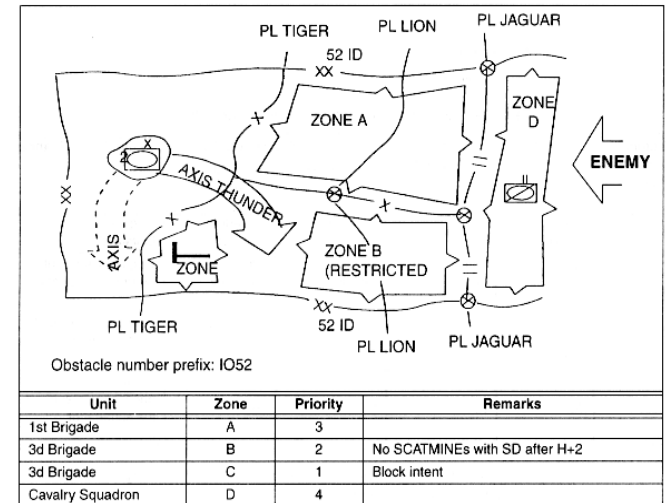 PL TIGER
PL LION
PL JAGUAR
52 ID
XX
ZONE A
ZONE
D
ENEMY
X
2
X
II
AXIS THUNDER
XX
X
X
AXIS
ZONE
ZONE B
(RESTRICTED
XX
52 ID
PL TIGER
PL LION
PL JAGUAR
Obstacle number prefix: IO52
Unit Zone Priority Remarks
1st Brigade A 3
3d Brigade B 2 No SCATMINEs with SD after H+2
3d Brigade C 1 Block intent
Cavalry Squadron D 4